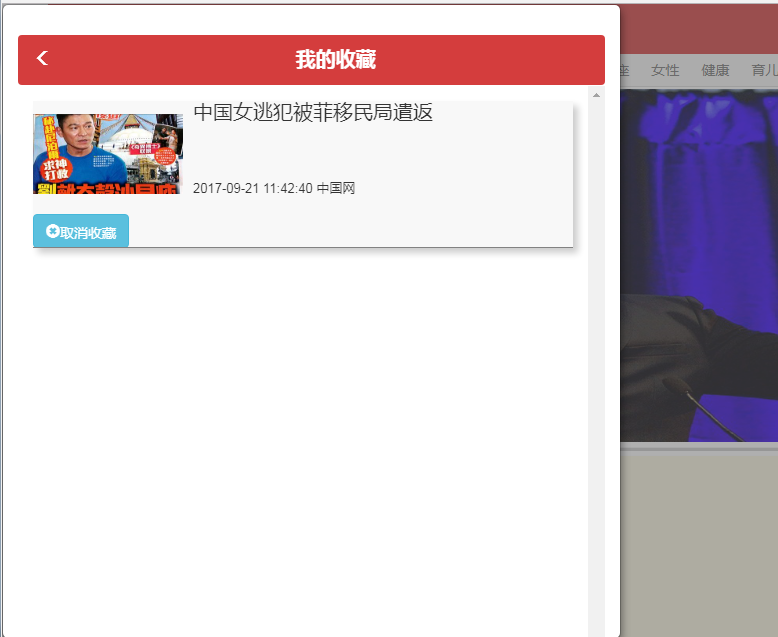 我的收藏
座 女性 健康 育儿
中国女逃犯被菲移民局遣返
求神
打救
2017-09-21 11:42:40 中国网
取消收藏